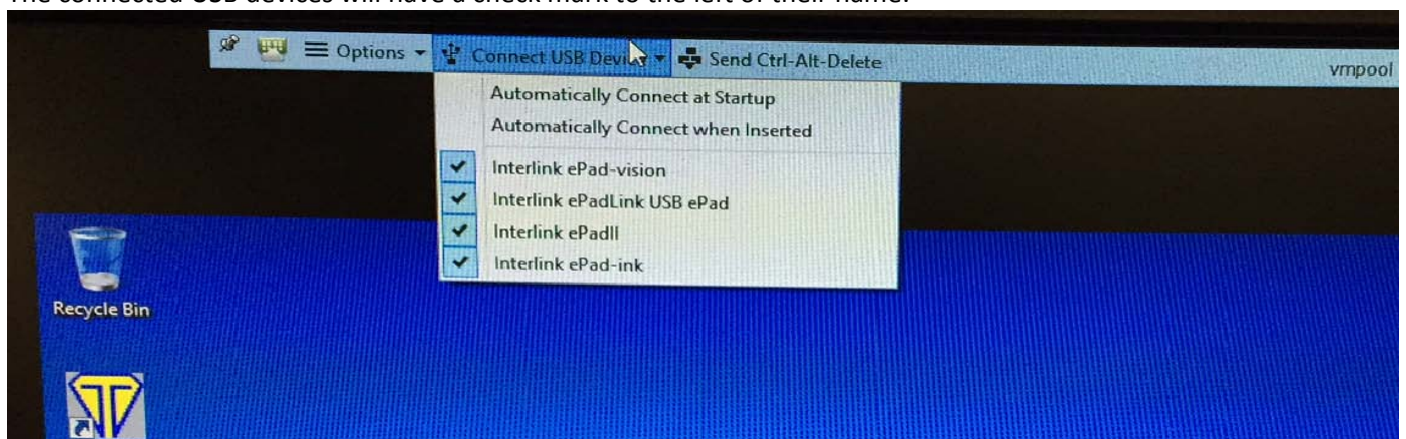 The connected USB devices will have a check mark to the left of their name.
Options Connect USB Device Send Ctrl-Alt-Delete vmpool
Automatically Connect at Startup
Automatically Connect when Inserted
Interlink ePad-vision
Interlink ePadLink USB ePad
Interlink ePadII
Interlink ePad-ink
Recycle Bin